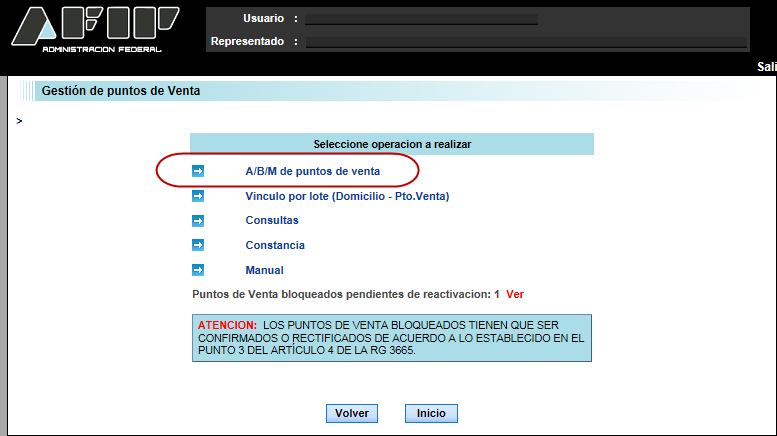 AFIP
ADMINISTRACION FEDERAL
Usuario :
Representado :
Sali
Gestión de puntos de Venta
>
Seleccione operacion a realizar
A/B/M de puntos de venta
Vinculo por lote (Domicilio - Pto.Venta)
Consultas
Constancia
Manual
Puntos de Venta bloqueados pendientes de reactivacion: 1 Ver
ATENCION: LOS PUNTOS DE VENTA BLOQUEADOS TIENEN QUE SER
CONFIRMADOS O RECTIFICADOS DE ACUERDO A LO ESTABLECIDO EN EL
PUNTO 3 DEL ARTÍCULO 4 DE LA RG 3665.
Volver Inicio